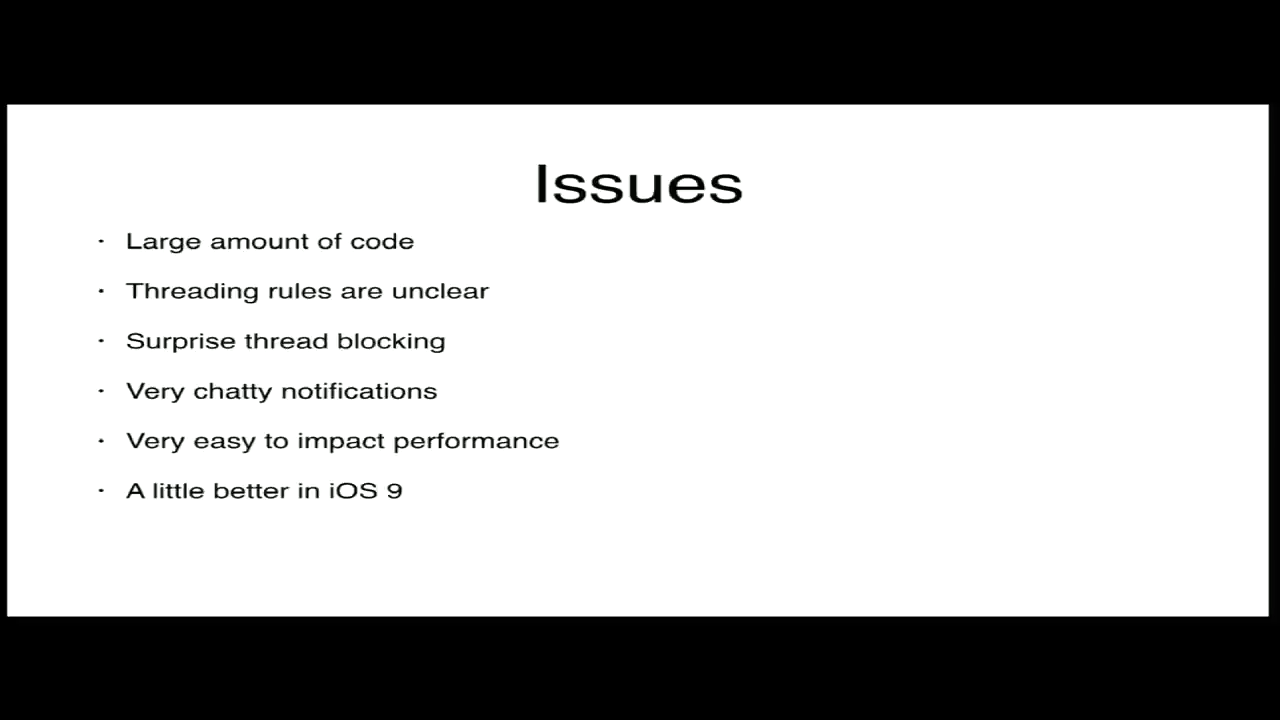 Issues
· Large amount of code
· Threading rules are unclear
· Surprise thread blocking
· Very chatty notifications
· Very easy to impact performance
· A little better in iOS 9